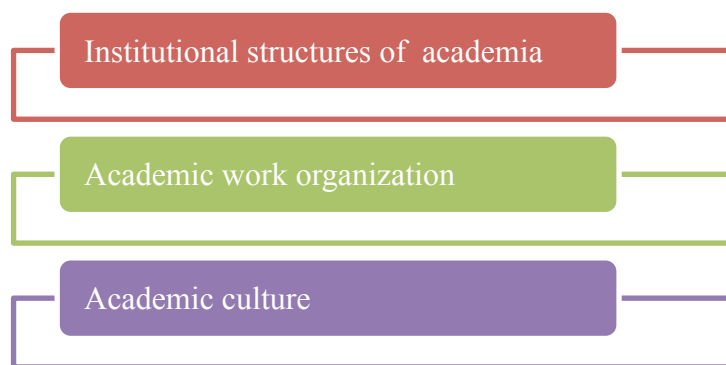 Institutional structures of  academia
Academic work organization
Academic culture